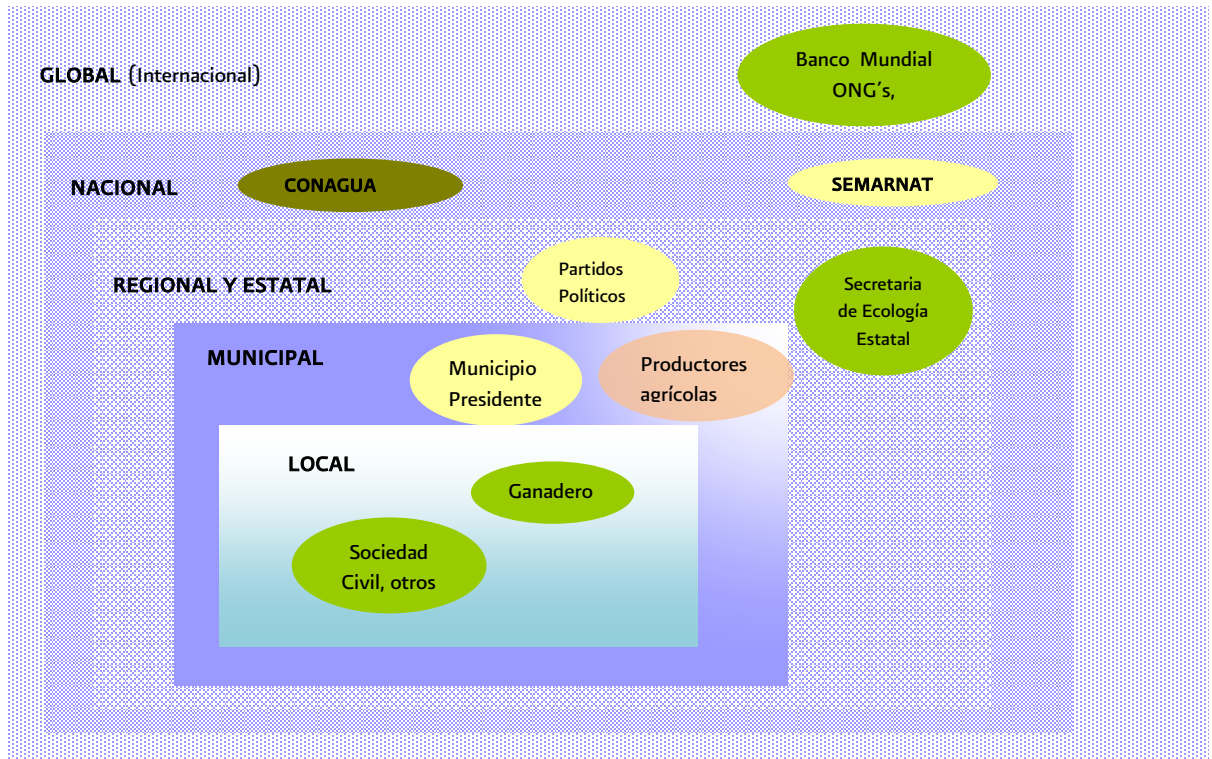 GLOBAL (Internacional)
Banco Mundial
ONG´s,
NACIONAL
CONAGUA
SEMARNAT
REGIONAL Y ESTATAL
Partidos
Políticos
Secretaria
de Ecología
Estatal
MUNICIPAL
Municipio
Presidente
Productores
agrícolas
LOCAL
Ganadero
Sociedad
Civil, otros